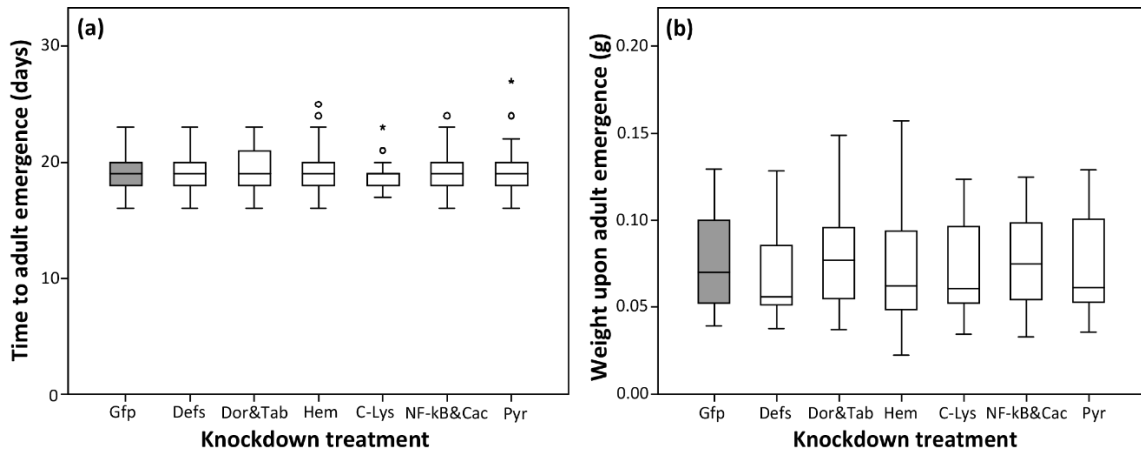 (a)
Time to adult emergence (days)
30
20
10
0
Gfp Defs Dor&Tab Hem C-Lys NF-kB&Cac Pyr
Knockdown treatment
(b)
Weight upon adult emergence (g)
0.20
0.15
0.10
0.05
0.00
Gfp Defs Dor&Tab Hem C-Lys NF-kB&Cac Pyr
Knockdown treatment